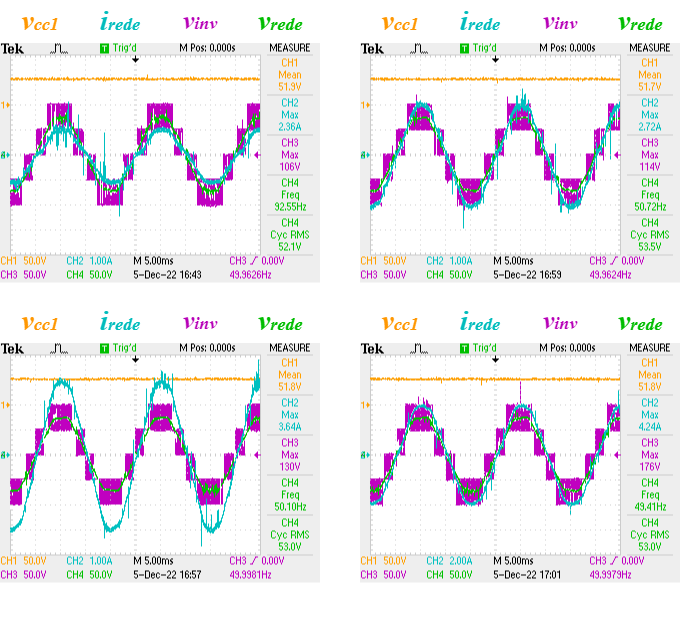 vcc1 irede vinv vrede
Tek Trig'd M Pos: 0.000s MEASURE
CH1
Mean
51.9V
1
CH2
Max
2.36A
CH3
Max
106V
CH4
Freq
92.55Hz
CH4
Cyc RMS
52.1V
CH1 50.0V CH2 1.00A M 5.00ms CH3 0.00V
CH3 50.0V CH4 50.0V 5-Dec-22 16:43 49.9626Hz
vcc1 irede vinv vrede
Tek Trig'd M Pos: 0.000s MEASURE
CH1
Mean
51.7V
1
CH2
Max
2.72A
CH3
Max
114V
CH4
Freq
50.72Hz
CH4
Cyc RMS
53.5V
CH1 50.0V CH2 1.00A M 5.00ms CH3 0.00V
CH3 50.0V CH4 50.0V 5-Dec-22 16:59 49.9624Hz
vcc1 irede vinv vrede
Tek Trig'd M Pos: 0.000s MEASURE
CH1
Mean
51.8V
1
CH2
Max
3.64A
CH3
Max
130V
CH4
Freq
50.10Hz
CH4
Cyc RMS
53.0V
CH1 50.0V CH2 1.00A M 5.00ms CH3 0.00V
CH3 50.0V CH4 50.0V 5-Dec-22 16:57 49.9981Hz
vcc1 irede vinv vrede
Tek Trig'd M Pos: 0.000s MEASURE
CH1
Mean
51.8V
1
CH2
Max
4.24A
CH3
Max
176V
CH4
Freq
49.41Hz
CH4
Cyc RMS
53.0V
CH1 50.0V CH2 2.00A M 5.00ms CH3 0.00V
CH3 50.0V CH4 50.0V 5-Dec-22 17:01 49.9979Hz